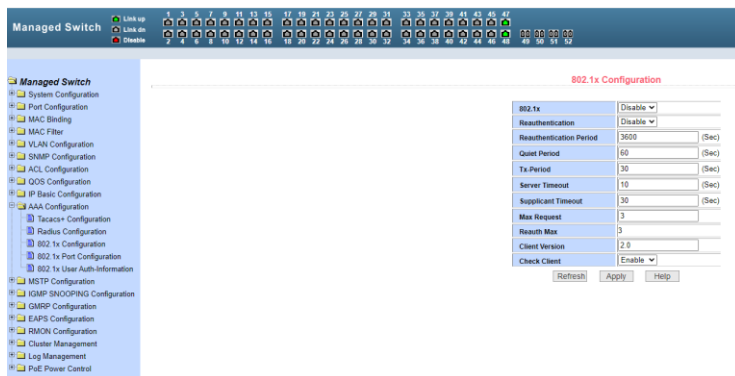 Managed Switch
Link up
Link dn
Disable
1 3 5 7 9 11 13 15 17 19 21 23 25 27 29 31 33 35 37 39 41 43 45 47
2 4 6 8 10 12 14 16 18 20 22 24 26 28 30 32 34 36 38 40 42 44 46 48 49 50 51 52
Managed Switch
System Configuration
Port Configuration
MAC Binding
MAC Filter
VLAN Configuration
SNMP Configuration
ACL Configuration
QOS Configuration
IP Basic Configuration
AAA Configuration
Tacacs+ Configuration
Radius Configuration
802.1x Configuration
802.1x Port Configuration
802.1x User Auth-Information
MSTP Configuration
IGMP SNOOPING Configuration
GMRP Configuration
EAPS Configuration
RMON Configuration
Cluster Management
Log Management
PoE Power Control
802.1x Configuration
802.1x Disable
Reauthentication Disable
Reauthentication Period 3600 (Sec)
Quiet Period 60 (Sec)
Tx-Period 30 (Sec)
Server Timeout 10 (Sec)
Supplicant Timeout 30 (Sec)
Max Request 3
Reauth Max 3
Client Version 2.0
Check Client Enable
Refresh Apply Help